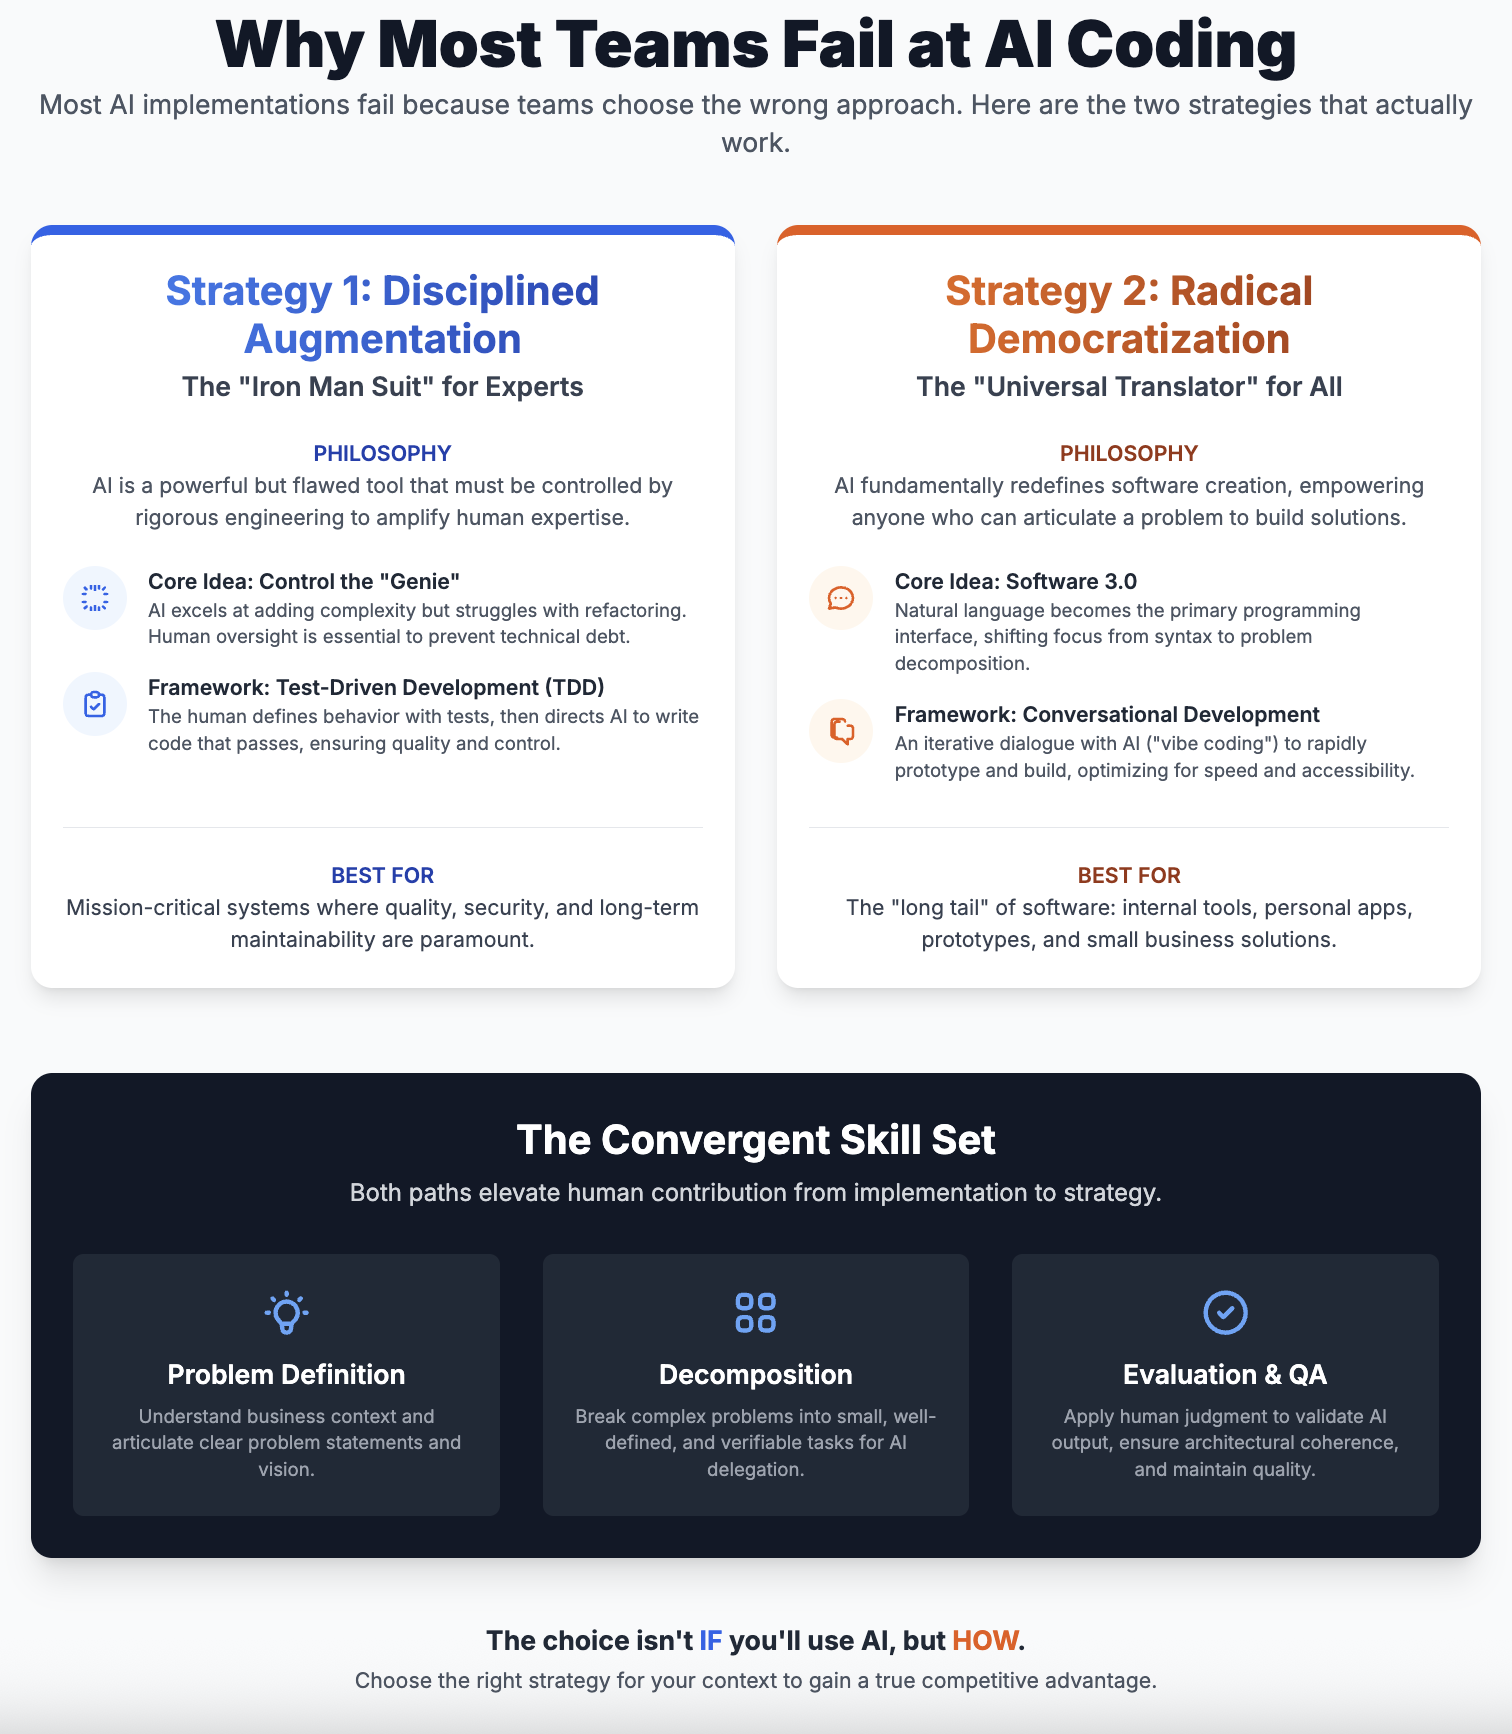 Why Most Teams Fail at AI Coding
Most AI implementations fail because teams choose the wrong approach. Here are the two strategies that actually
work.
Strategy 1: Disciplined
Augmentation
The "Iron Man Suit" for Experts
PHILOSOPHY
AI is a powerful but flawed tool that must be controlled by
rigorous engineering to amplify human expertise.
Core Idea: Control the "Genie"
AI excels at adding complexity but struggles with refactoring.
Human oversight is essential to prevent technical debt.
Framework: Test-Driven Development (TDD)
The human defines behavior with tests, then directs AI to write
code that passes, ensuring quality and control.
BEST FOR
Mission-critical systems where quality, security, and long-term
maintainability are paramount.
Strategy 2: Radical
Democratization
The "Universal Translator" for All
PHILOSOPHY
AI fundamentally redefines software creation, empowering
anyone who can articulate a problem to build solutions.
Core Idea: Software 3.0
Natural language becomes the primary programming
interface, shifting focus from syntax to problem
decomposition.
Framework: Conversational Development
An iterative dialogue with AI ("vibe coding") to rapidly
prototype and build, optimizing for speed and accessibility.
BEST FOR
The "long tail" of software: internal tools, personal apps,
prototypes, and small business solutions.
The Convergent Skill Set
Both paths elevate human contribution from implementation to strategy.
Problem Definition
Understand business context and
articulate clear problem statements and
vision.
Decomposition
Break complex problems into small, well-
defined, and verifiable tasks for AI
delegation.
Evaluation & QA
Apply human judgment to validate AI
output, ensure architectural coherence,
and maintain quality.
The choice isn't IF you'll use AI, but HOW.
Choose the right strategy for your context to gain a true competitive advantage.